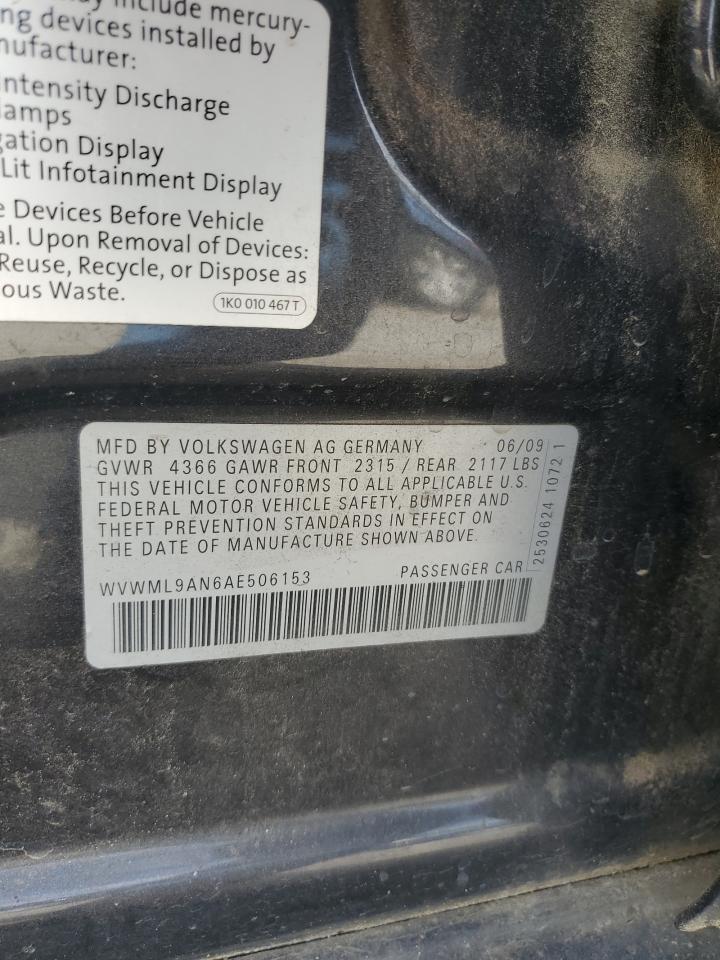 include mercury-
ng devices installed by
nufacturer:
ntensity Discharge
lamps
gation Display
Lit Infotainment Display
e Devices Before Vehicle
al. Upon Removal of Devices:
Reuse, Recycle, or Dispose as
ous Waste.
1K0 010 467 T
MFD BY VOLKSWAGEN AG GERMANY 06/09
GVWR 4366 GAWR FRONT 2315 / REAR 2117 LBS
THIS VEHICLE CONFORMS TO ALL APPLICABLE U.S.
FEDERAL MOTOR VEHICLE SAFETY, BUMPER AND
THEFT PREVENTION STANDARDS IN EFFECT ON
THE DATE OF MANUFACTURE SHOWN ABOVE.
WVWML9AN6AE506153 PASSENGER CAR
2530624 1072 1